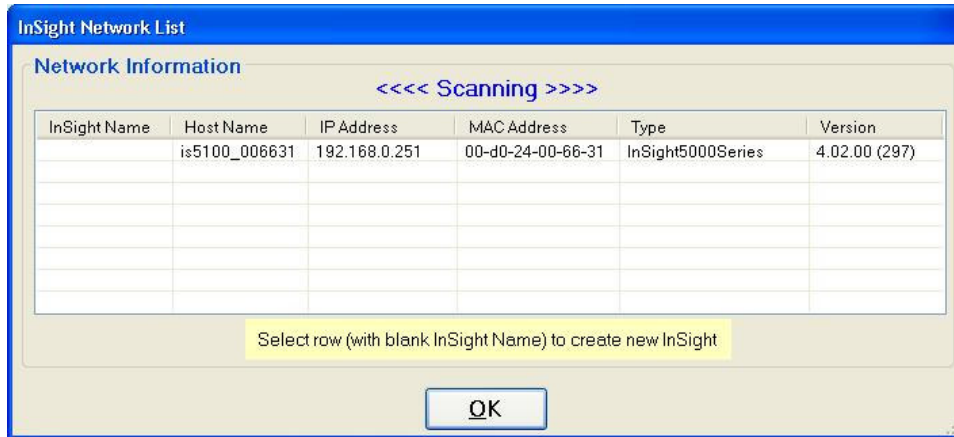 InSight Network List
Network Information
<<<< Scanning >>>>
InSight Name Host Name IP Address MAC Address Type Version
is5100_006631 192.168.0.251 00-d0-24-00-66-31 InSight5000Series 4.02.00 (297)
Select row (with blank InSight Name) to create new InSight
OK